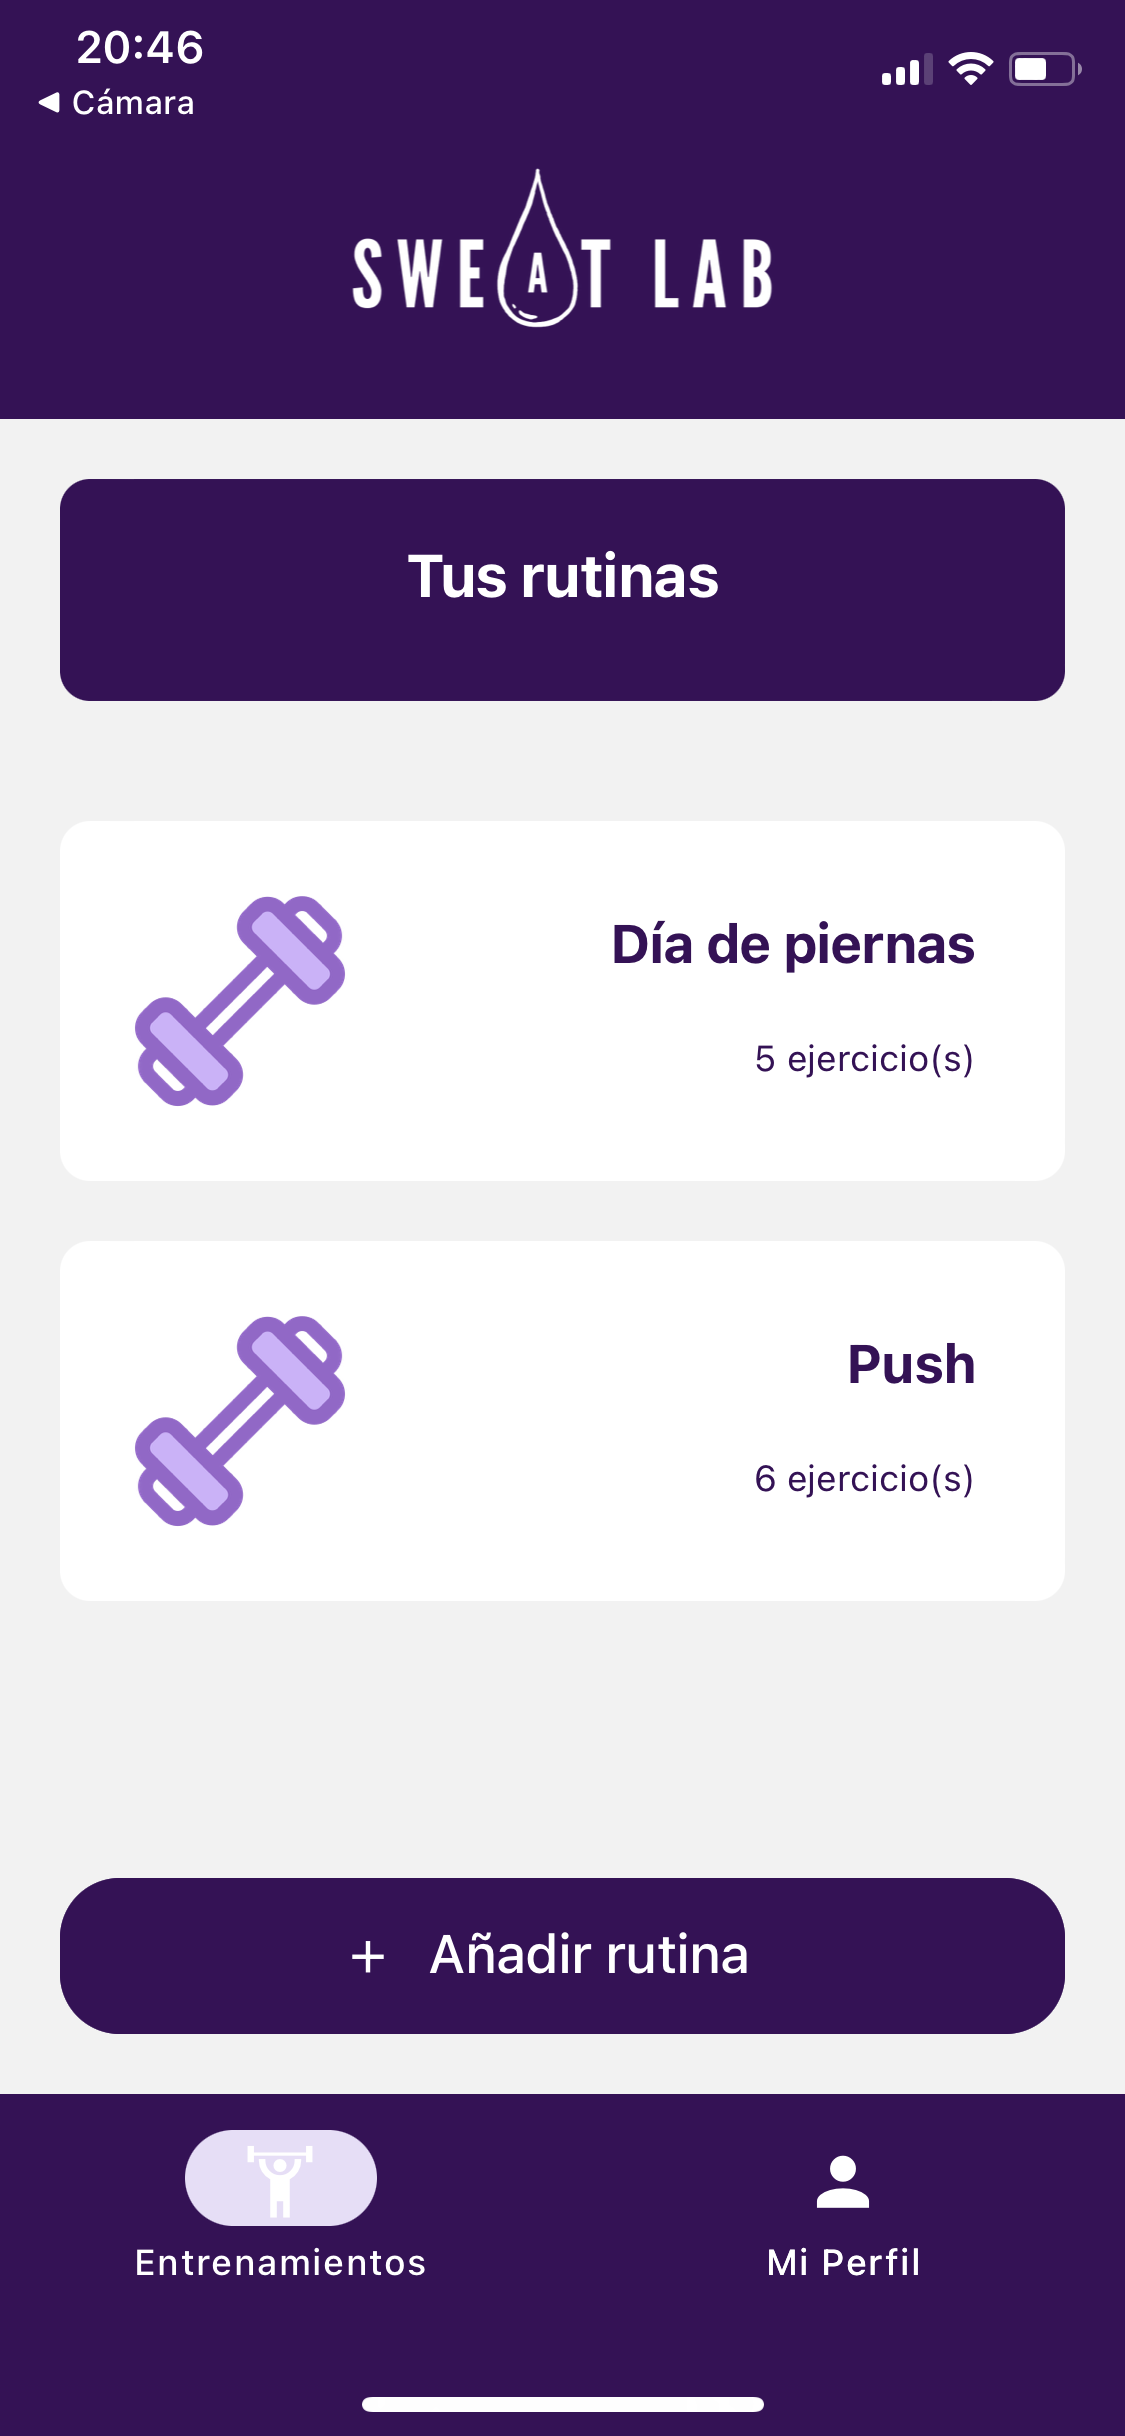 20:46
◀ Cámara
SWEAT LAB
Tus rutinas
Día de piernas
5 ejercicio(s)
Push
6 ejercicio(s)
+ Añadir rutina
Entrenamientos
Mi Perfil